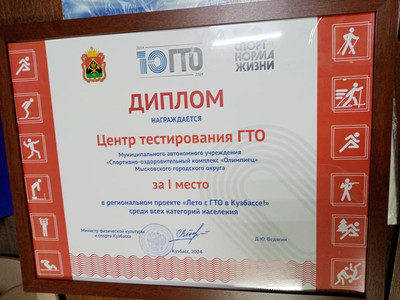 2014
10 ГТО
2024
СПОРТ
НОРМА
ЖИЗНИ
ДИПЛОМ
НАГРАЖДАЕТСЯ
Центр тестирования ГТО
Муниципального автономного учреждения
«Спортивно-оздоровительный комплекс «Олимпиец»
Мысковского городского округа
за I место
в региональном проекте «Лето с ГТО в Кузбассе!»
среди всех категорий населения
Министр физической культуры
и спорта Кузбасса
Кузбасс, 2024